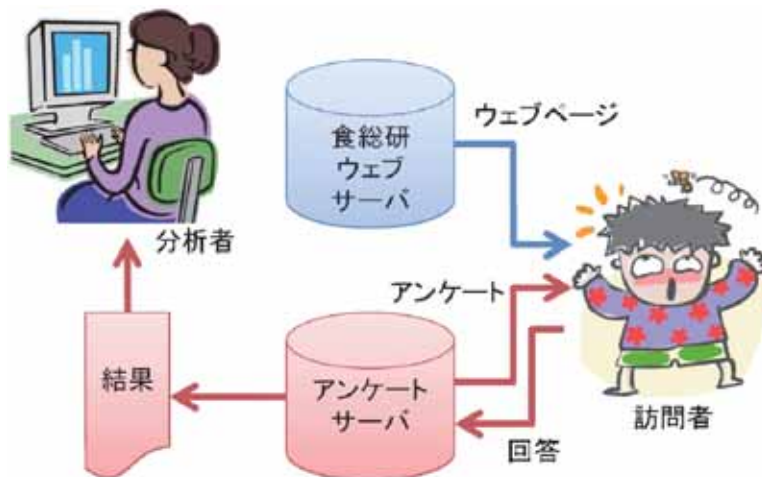 食総研
ウェブ
サーバ
ウェブページ
分析者
アンケート
結果
アンケート
サーバ
訪問者
回答